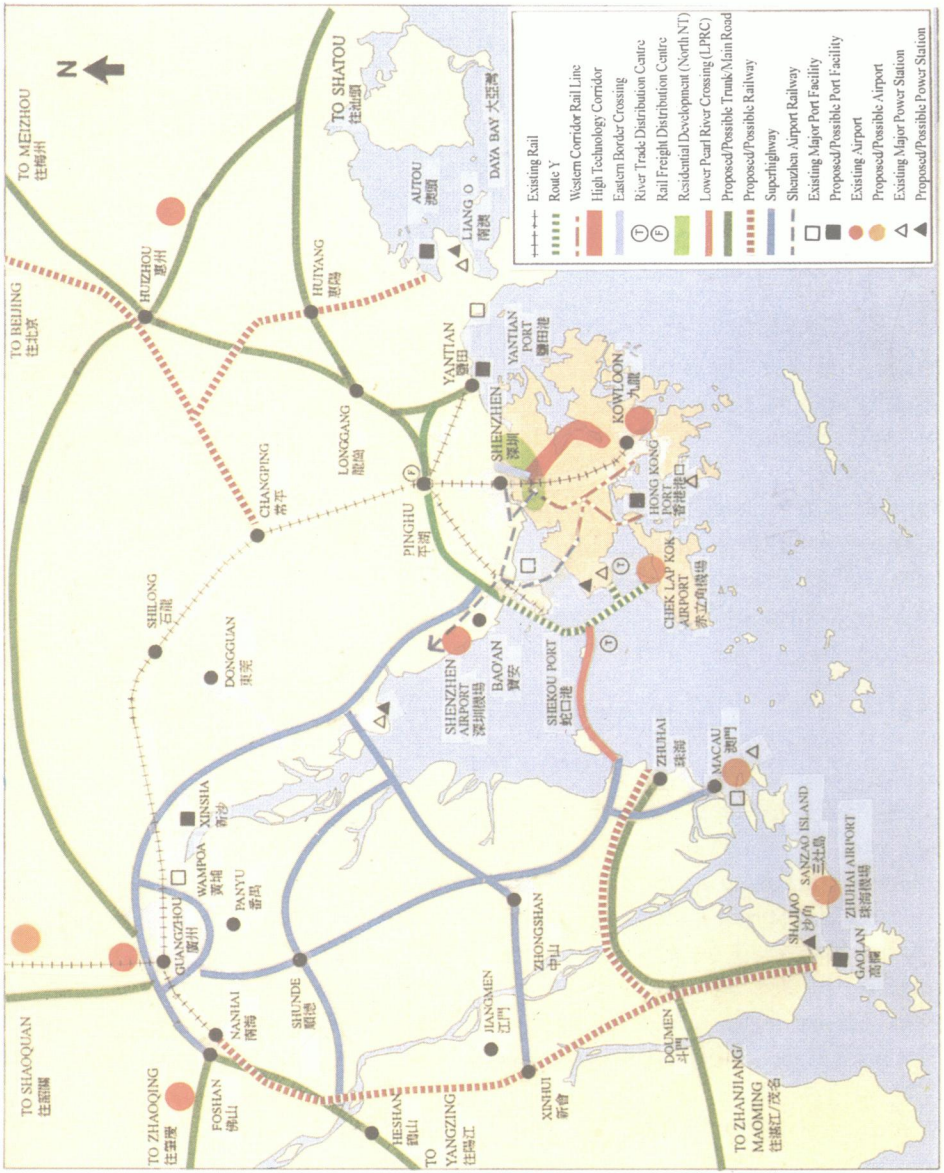 N
TO SHAOQUAN
往韶關
TO MEIZHOU
往梅州
TO BEIJING
往北京
HUIZHOU
惠州
TO SHATOU
往汕頭
HUIYANG
惠陽
AUTOU
澳頭
LIANG O
南澳
DAYA BAY 大亞灣
TO ZHAOQING
往肇慶
FOSHAN
佛山
NANHAI
南海
GUANGZHOU
廣州
WAMPOA
黃埔
XINSHA
新沙
PANYU
番禺
SHILONG
石龍
DONGGUAN
東莞
CHANGPING
常平
LONGGANG
龍崗
PINGHU
平湖
F
YANTIAN
鹽田
YANTIAN
PORT
鹽田港
SHENZHEN
深圳
KOWLOON
九龍
HONG KONG
PORT
香港港口
CHEK LAP KOK
AIRPORT
赤立角機場
T
T
SHENZHEN
AIRPORT
深圳機場
BAO'AN
寶安
SHEKOU PORT
蛇口港
HESHAN
鶴山
TO
YANGZING
往陽江
SHUNDE
順德
JIANGMEN
江門
ZHONGSHAN
中山
XINHUI
新會
ZHUHAI
珠海
MACAU
澳門
DOUMEN
斗門
TO ZHANJIANG/
MAOMING
往湛江/茂名
SHAJIAO
沙角
GAOLAN
高欄
SANZAO ISLAND
三灶島
ZHUHAI AIRPORT
珠海機場
Existing Rail
Route Y
Western Corridor Rail Line
High Technology Corridor
Eastern Border Crossing
T River Trade Distribution Centre
F Rail Freight Distribution Centre
Residential Development (North NT)
Lower Pearl River Crossing (LPRC)
Proposed/Possible Trunk/Main Road
Proposed/Possible Railway
Superhighway
Shenzhen Airport Railway
Existing Major Port Facility
Proposed/Possible Port Facility
Existing Airport
Proposed/Possible Airport
Existing Major Power Station
Proposed/Possible Power Station